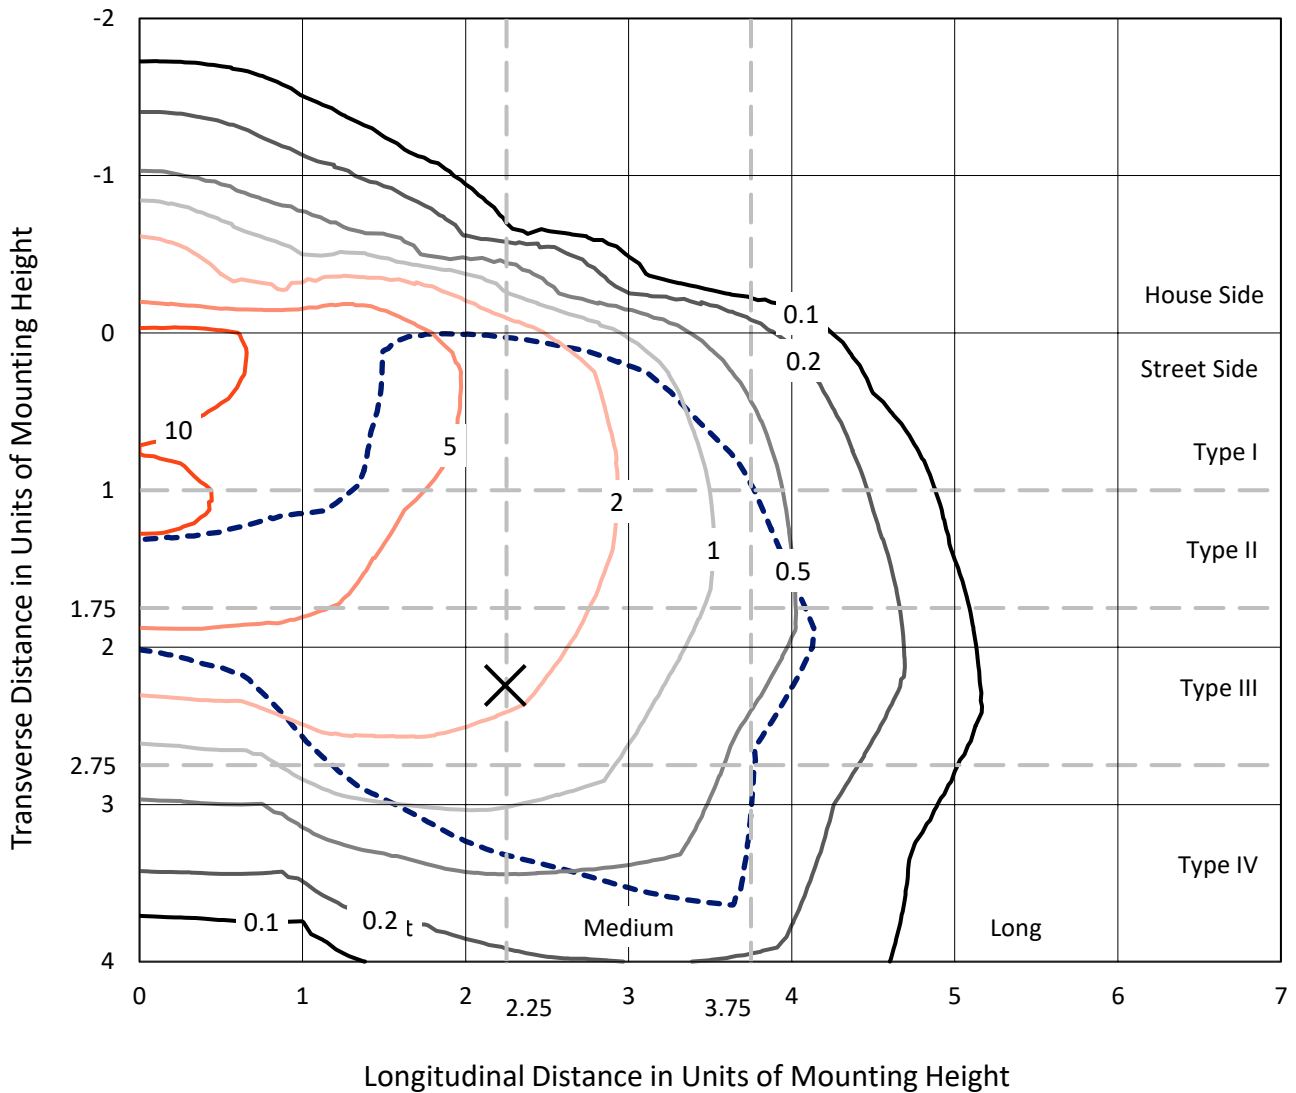 -2
-1
0
1
1.75
2
2.75
3
4
Transverse Distance in Units of Mounting Height
House Side
Street Side
Type I
Type II
Type III
Type IV
0.1
0.2
10
5
2
1
0.5
0.1
0.2
t
Medium
Long
0
1
2
2.25
3
3.75
4
5
6
7
Longitudinal Distance in Units of Mounting Height